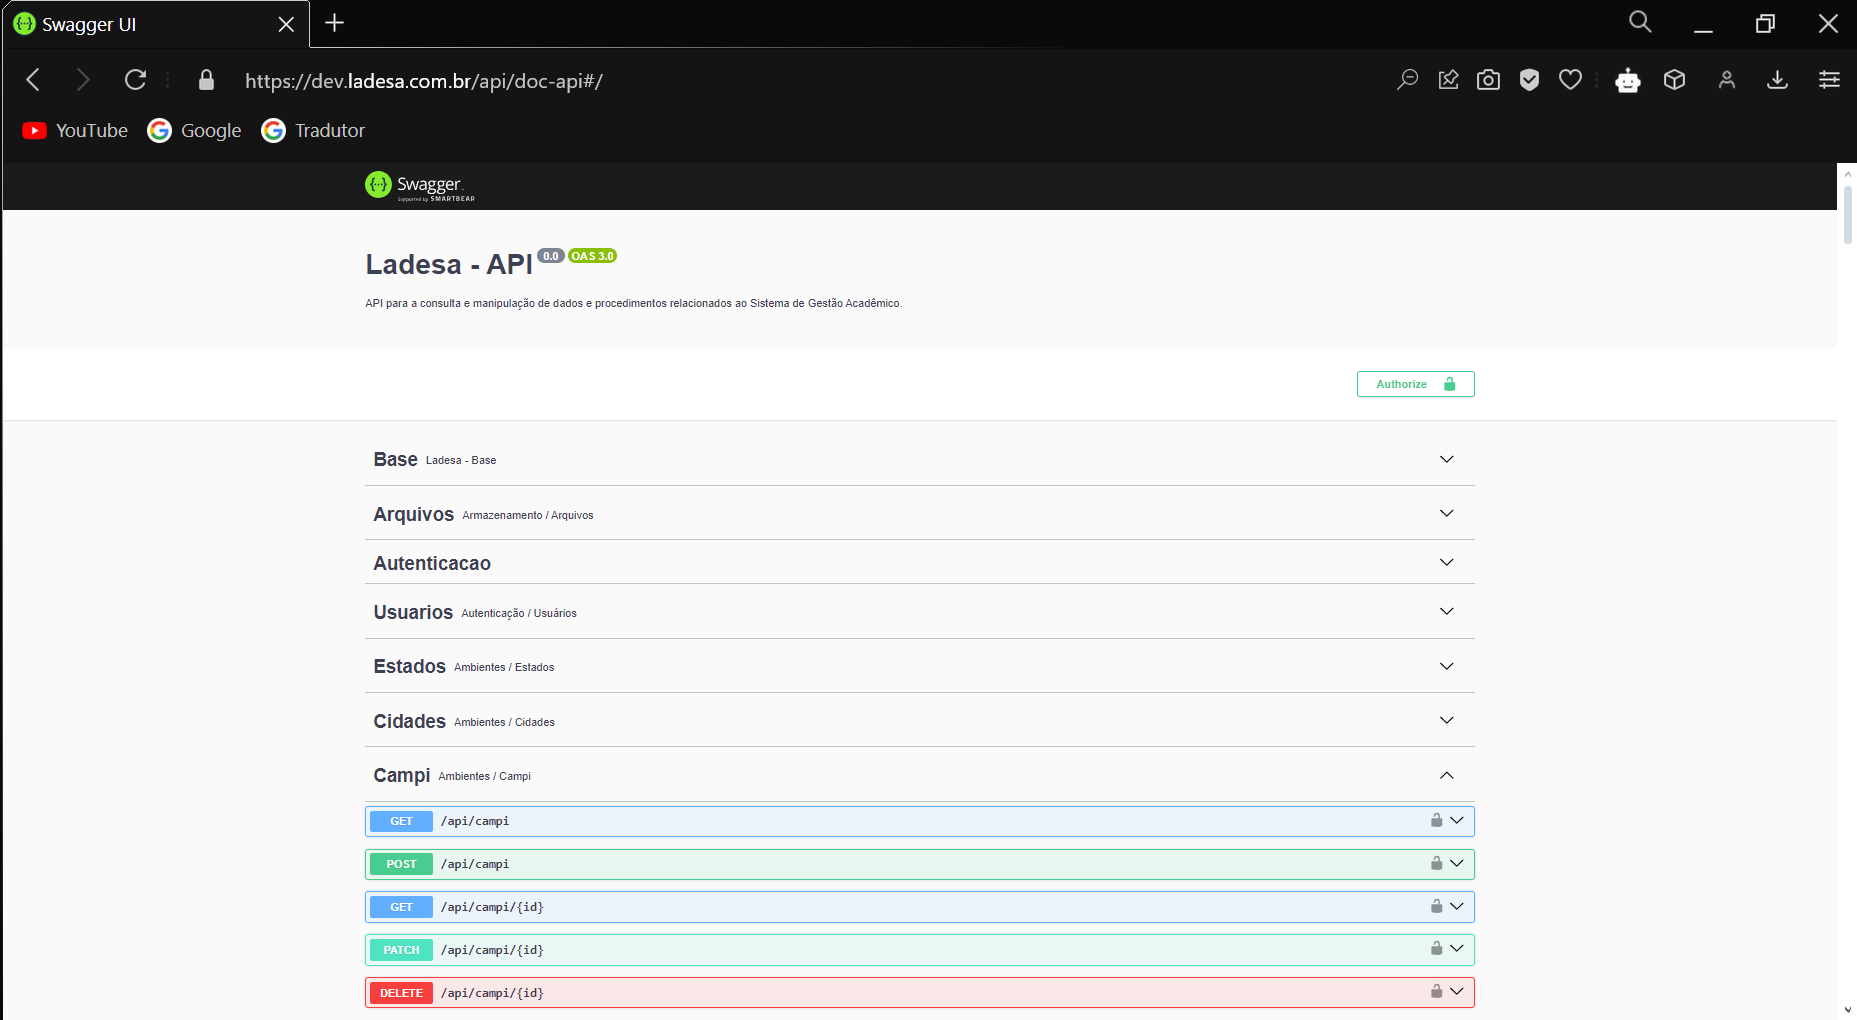 Swagger UI
https://dev.ladesa.com.br/api/doc-api#/
YouTube Google Tradutor
Swagger.
Supported by SMARTBEAR
Ladesa - API 0.0 OAS 3.0
API para a consulta e manipulação de dados e procedimentos relacionados ao Sistema de Gestão Acadêmico.
Authorize
Base Ladesa - Base
Arquivos Armazenamento / Arquivos
Autenticacao
Usuarios Autenticação / Usuários
Estados Ambientes / Estados
Cidades Ambientes / Cidades
Campi Ambientes / Campi
GET /api/campi
POST /api/campi
GET /api/campi/{id}
PATCH /api/campi/{id}
DELETE /api/campi/{id}